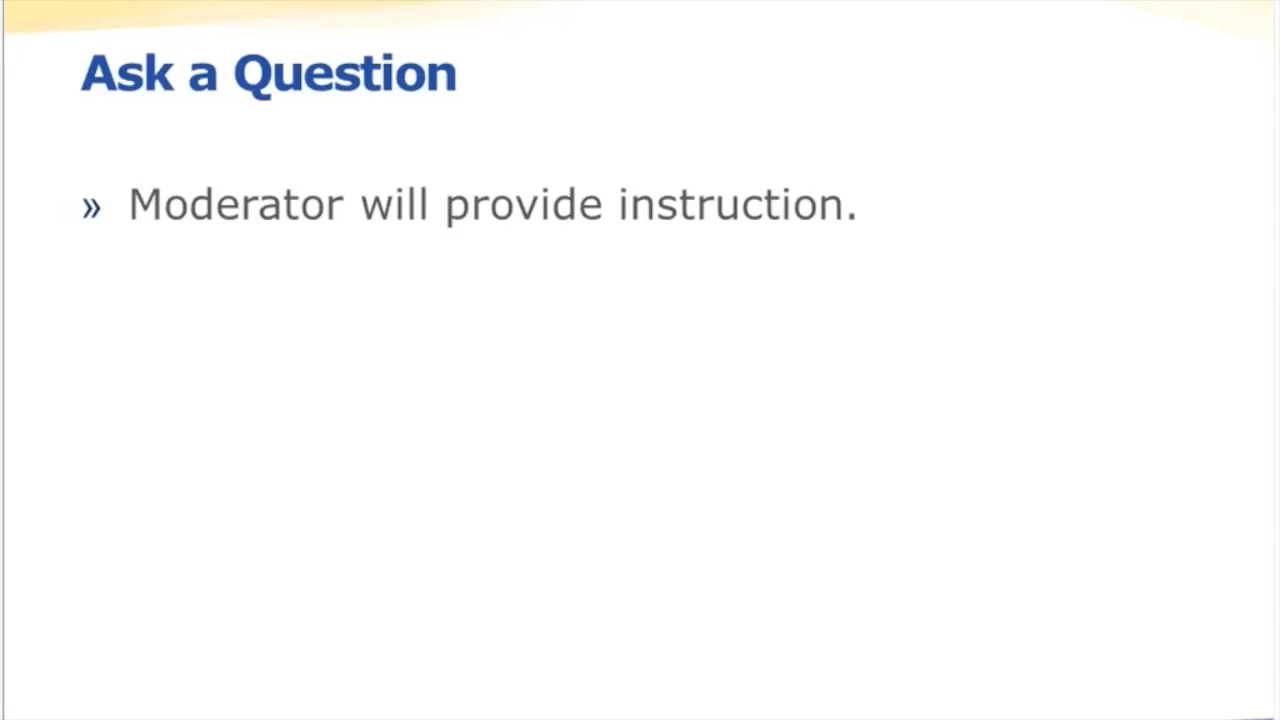 Ask a Question
» Moderator will provide instruction.